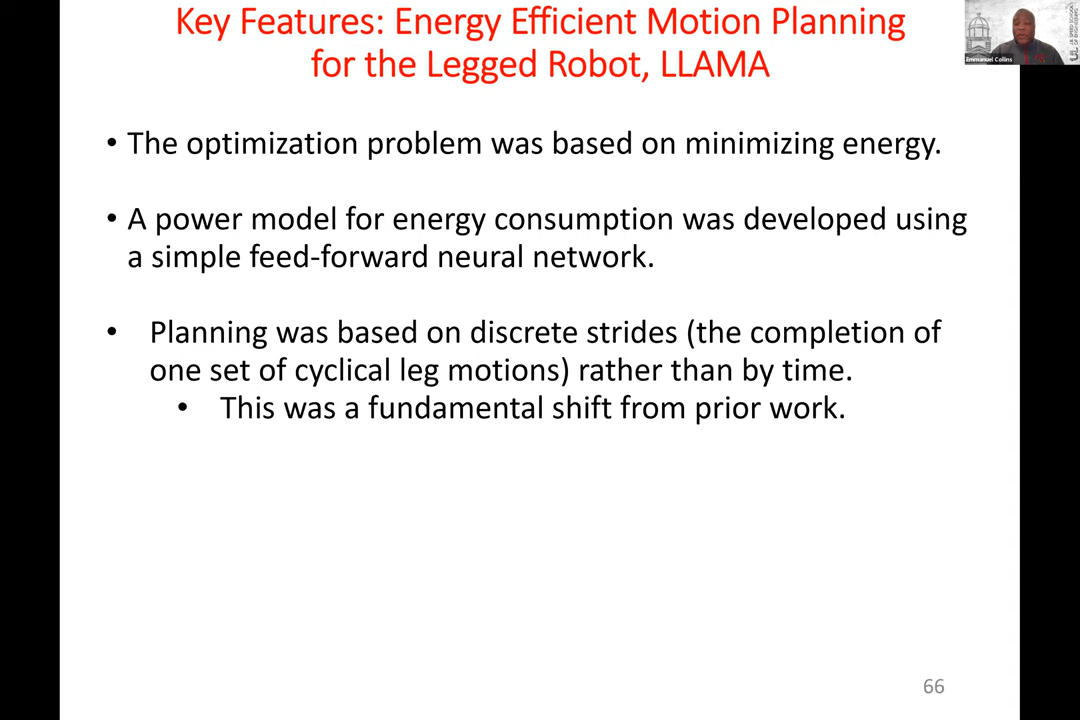 Key Features: Energy Efficient Motion Planning
for the Legged Robot, LLAMA
• The optimization problem was based on minimizing energy.
• A power model for energy consumption was developed using
a simple feed-forward neural network.
• Planning was based on discrete strides (the completion of
one set of cyclical leg motions) rather than by time.
• This was a fundamental shift from prior work.
66
Emmanuel Collins